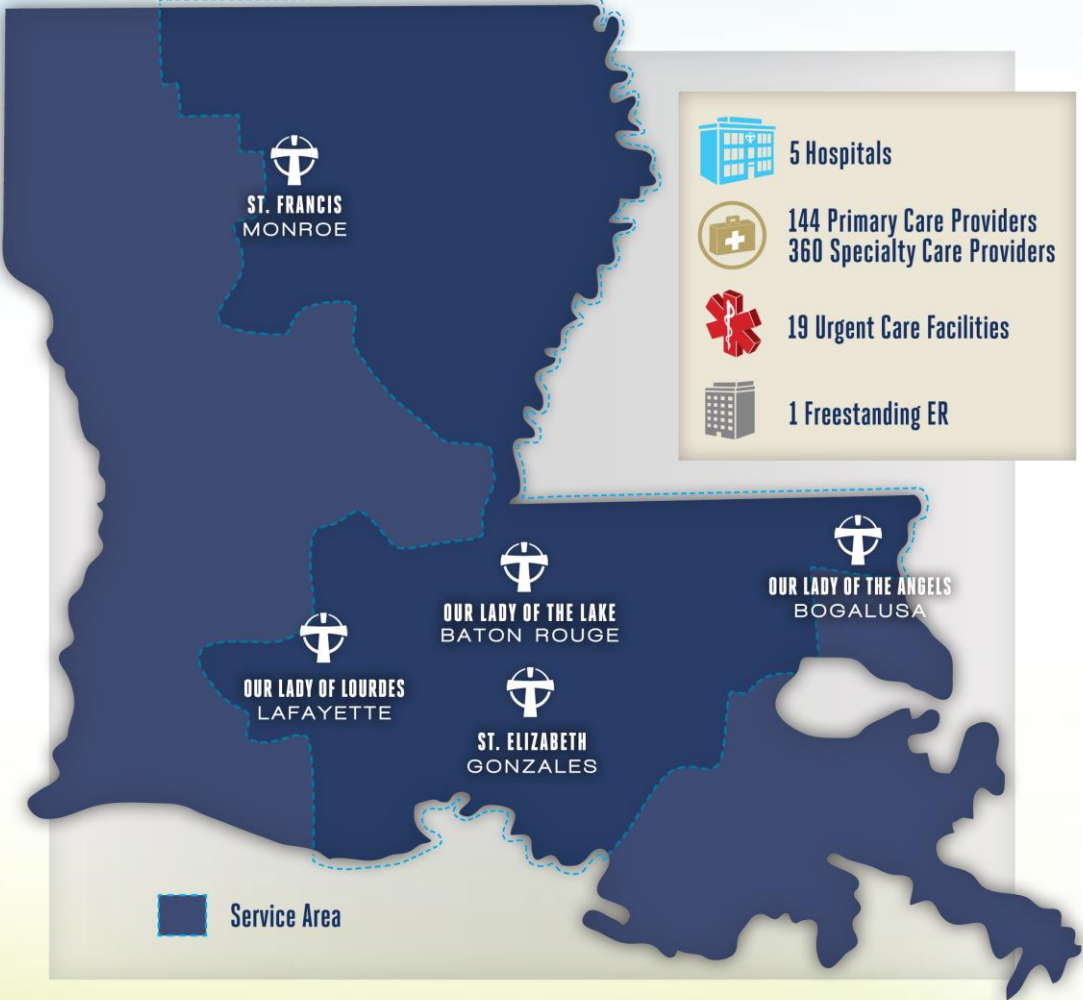 5 Hospitals
144 Primary Care Providers
360 Specialty Care Providers
19 Urgent Care Facilities
1 Freestanding ER
ST. FRANCIS
MONROE
OUR LADY OF THE ANGELS
BOGALUSA
OUR LADY OF THE LAKE
BATON ROUGE
OUR LADY OF LOURDES
LAFAYETTE
ST. ELIZABETH
GONZALES
Service Area